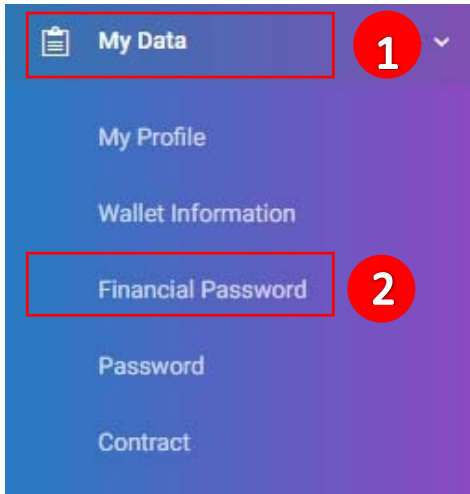 My Data 1
My Profile
Wallet Information
Financial Password 2
Password
Contract